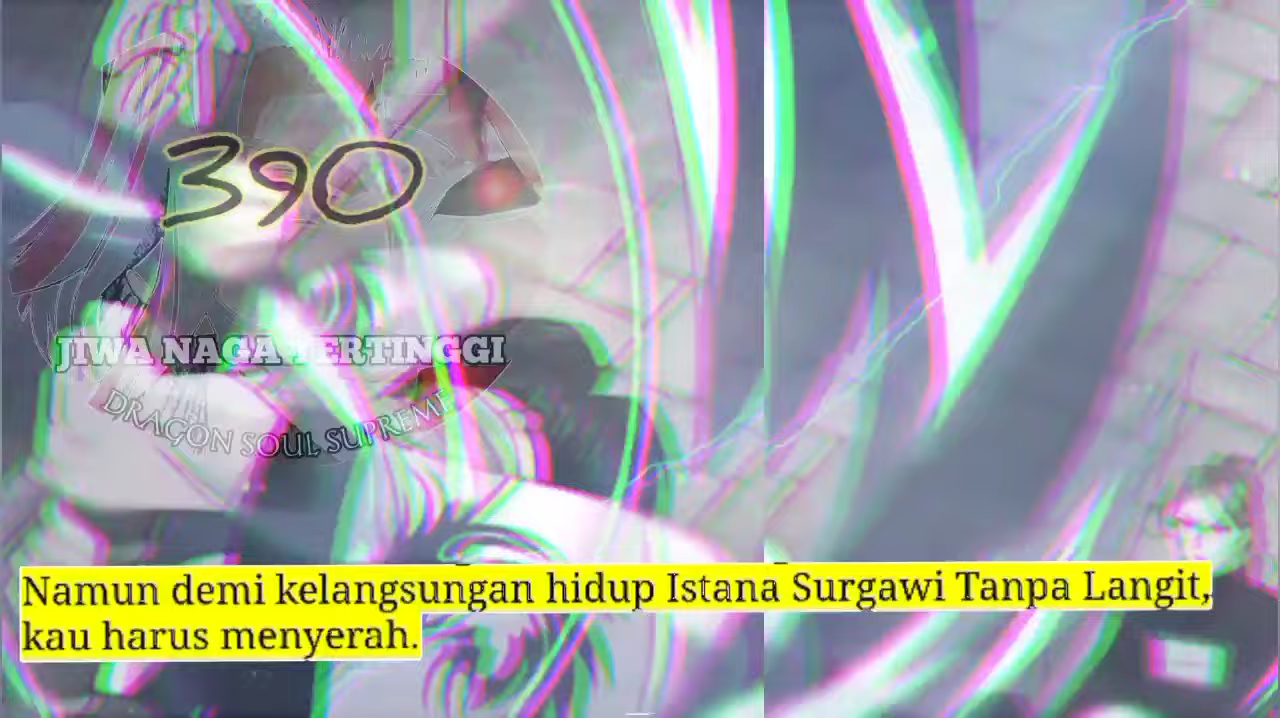 390
JIWA NAGA TERTINGGI
DRAGON SOUL SUPREME
Namun demi kelangsungan hidup Istana Surgawi Tanpa Langit,
kau harus menyerah.